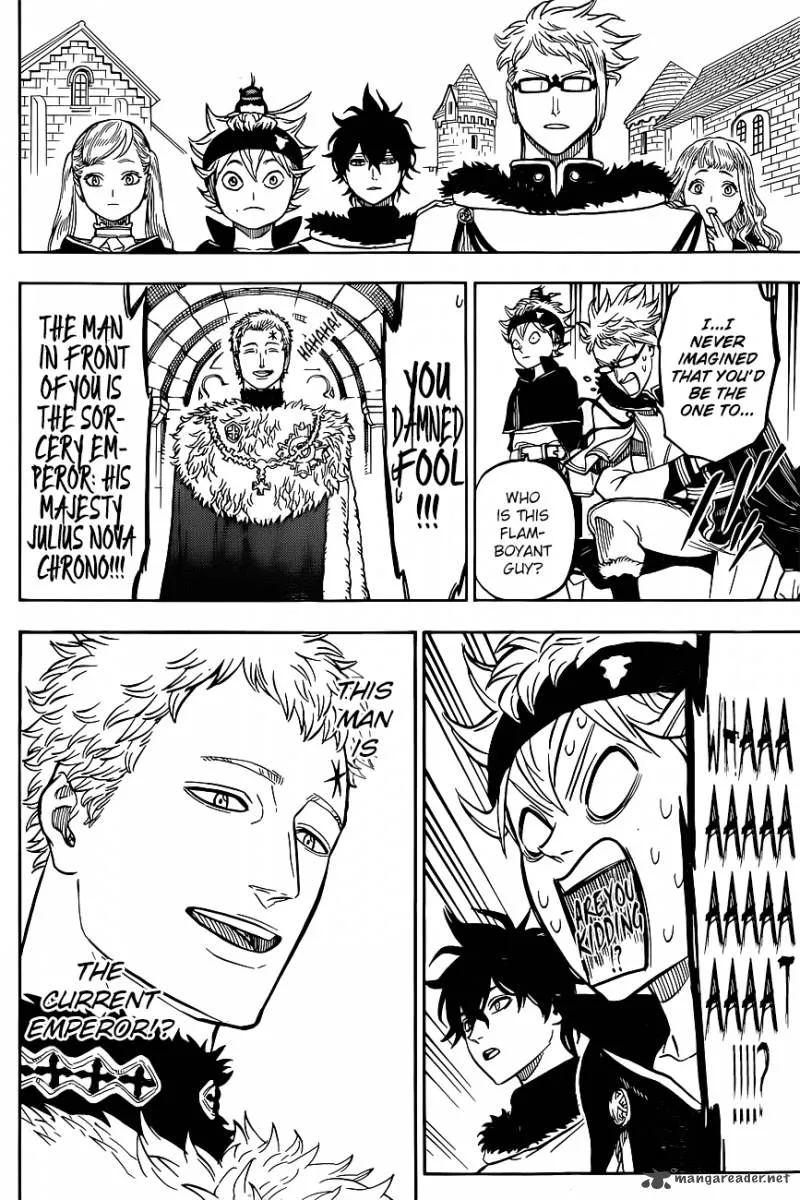 I...I
NEVER
IMAGINED
THAT YOU'D
BE THE
ONE TO...
WHO
IS THIS
FLAM-
BOYANT
GUY?
YOU
DAMNED
FOOL
!!!
HAHAHA!
THE MAN
IN FRONT
OF YOU IS
THE SOR-
CERY EM-
PEROR: HIS
MAJESTY
JULIUS NOVA
CHRONO!!!
WHAAA
AAAAA
AAAAA
AAAAT
!!!!?
ARE YOU
KIDDING
!?
THIS
MAN IS
THE
CURRENT
EMPEROR!?
mangareader.net